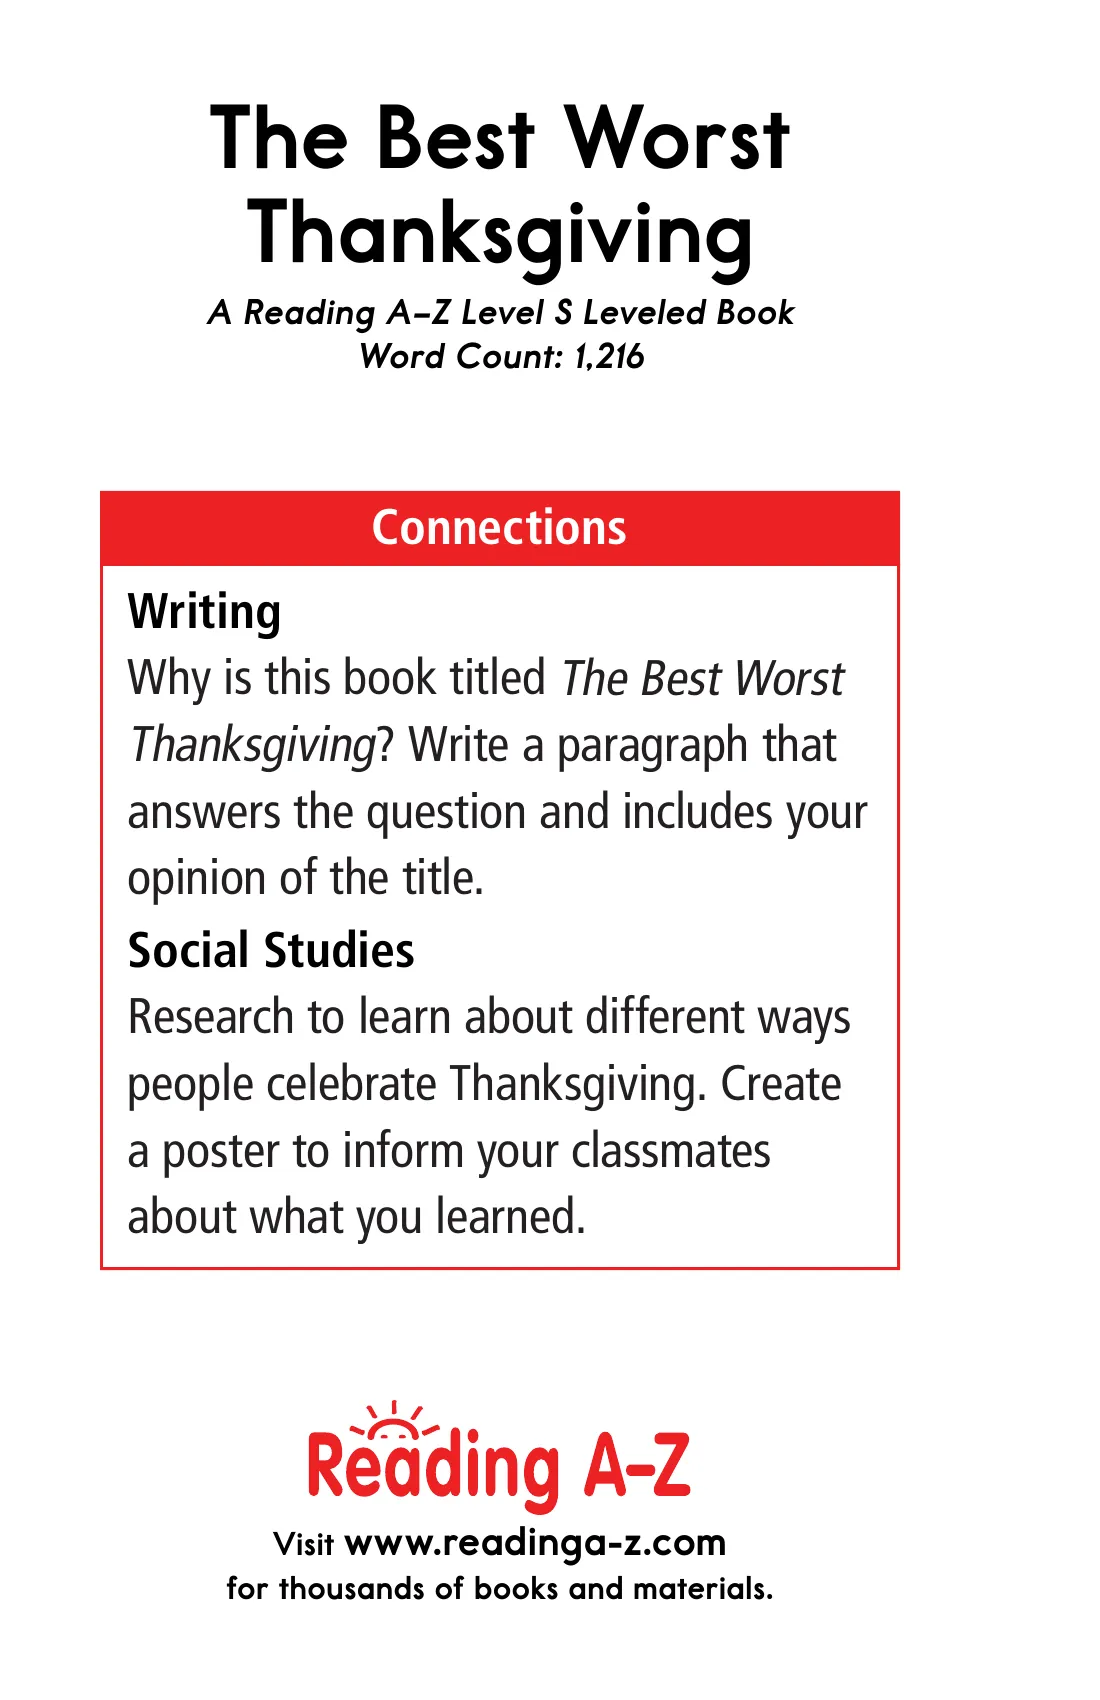 The Best Worst
Thanksgiving
A Reading A–Z Level S Leveled Book
Word Count: 1,216
Connections
Writing
Why is this book titled The Best Worst
Thanksgiving? Write a paragraph that
answers the question and includes your
opinion of the title.
Social Studies
Research to learn about different ways
people celebrate Thanksgiving. Create
a poster to inform your classmates
about what you learned.
Reading A–Z
Visit www.readinga-z.com
for thousands of books and materials.